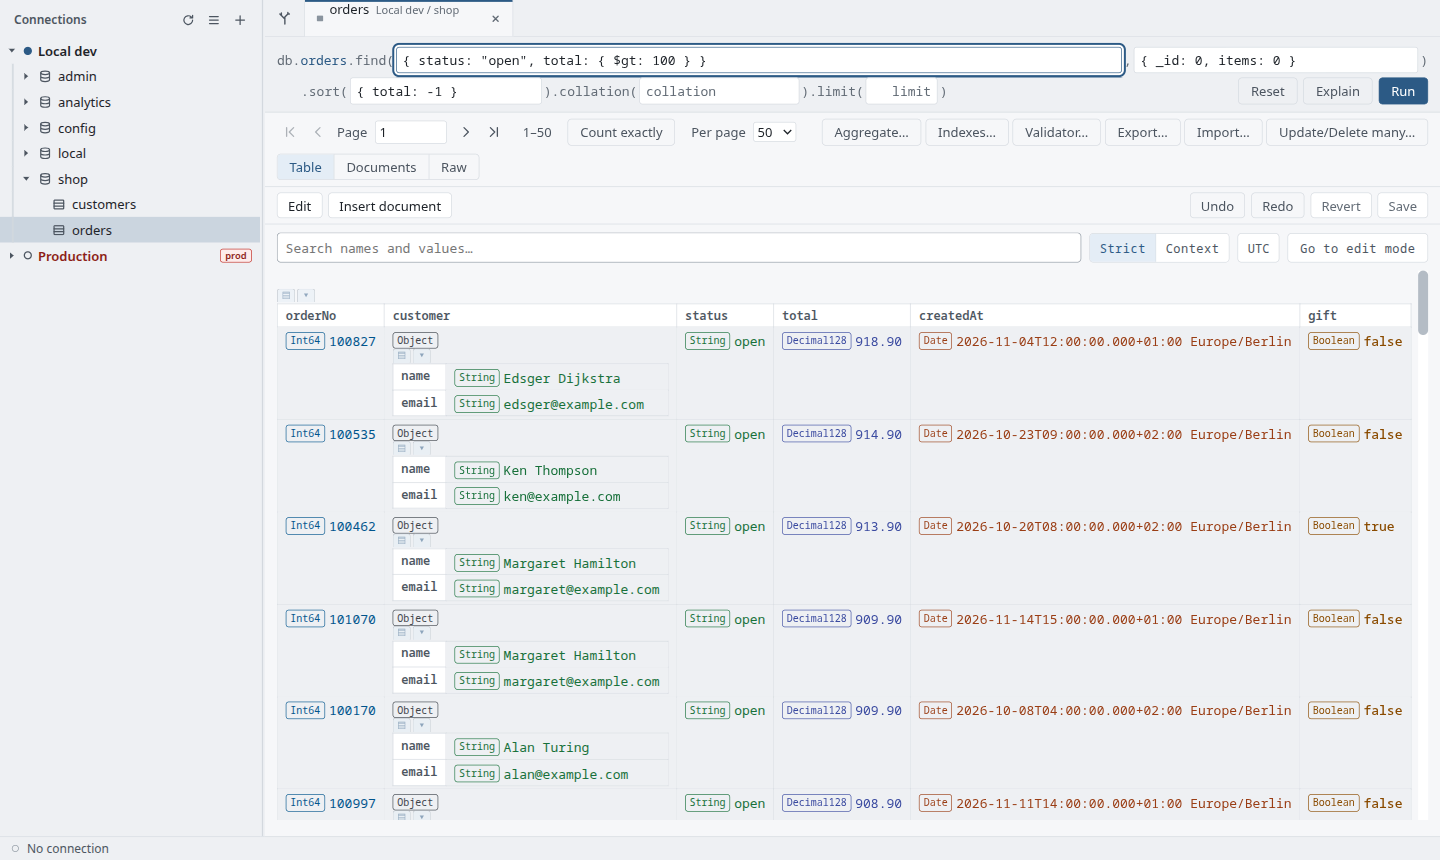 Connections
orders Local dev / shop
Local dev
admin
analytics
config
local
shop
customers
orders
Production prod
db.orders.find( { status: "open", total: { $gt: 100 } } , { _id: 0, items: 0 } )
.sort( { total: -1 } ).collation( collation ).limit( limit )
Reset Explain Run
Page 1 1–50 Count exactly Per page 50 Aggregate... Indexes... Validator... Export... Import... Update/Delete many...
Table Documents Raw
Edit Insert document Undo Redo Revert Save
Search names and values… Strict Context UTC Go to edit mode
orderNo customer status total createdAt gift
Int64 100827 Object String open Decimal128 918.90 Date 2026-11-04T12:00:00.000+01:00 Europe/Berlin Boolean false
name String Edsger Dijkstra
email String edsger@example.com
Int64 100535 Object String open Decimal128 914.90 Date 2026-10-23T09:00:00.000+02:00 Europe/Berlin Boolean false
name String Ken Thompson
email String ken@example.com
Int64 100462 Object String open Decimal128 913.90 Date 2026-10-20T08:00:00.000+02:00 Europe/Berlin Boolean true
name String Margaret Hamilton
email String margaret@example.com
Int64 101070 Object String open Decimal128 909.90 Date 2026-11-14T15:00:00.000+01:00 Europe/Berlin Boolean false
name String Margaret Hamilton
email String margaret@example.com
Int64 100170 Object String open Decimal128 909.90 Date 2026-10-08T04:00:00.000+02:00 Europe/Berlin Boolean false
name String Alan Turing
email String alan@example.com
Int64 100997 Object String open Decimal128 908.90 Date 2026-11-11T14:00:00.000+01:00 Europe/Berlin Boolean false
No connection